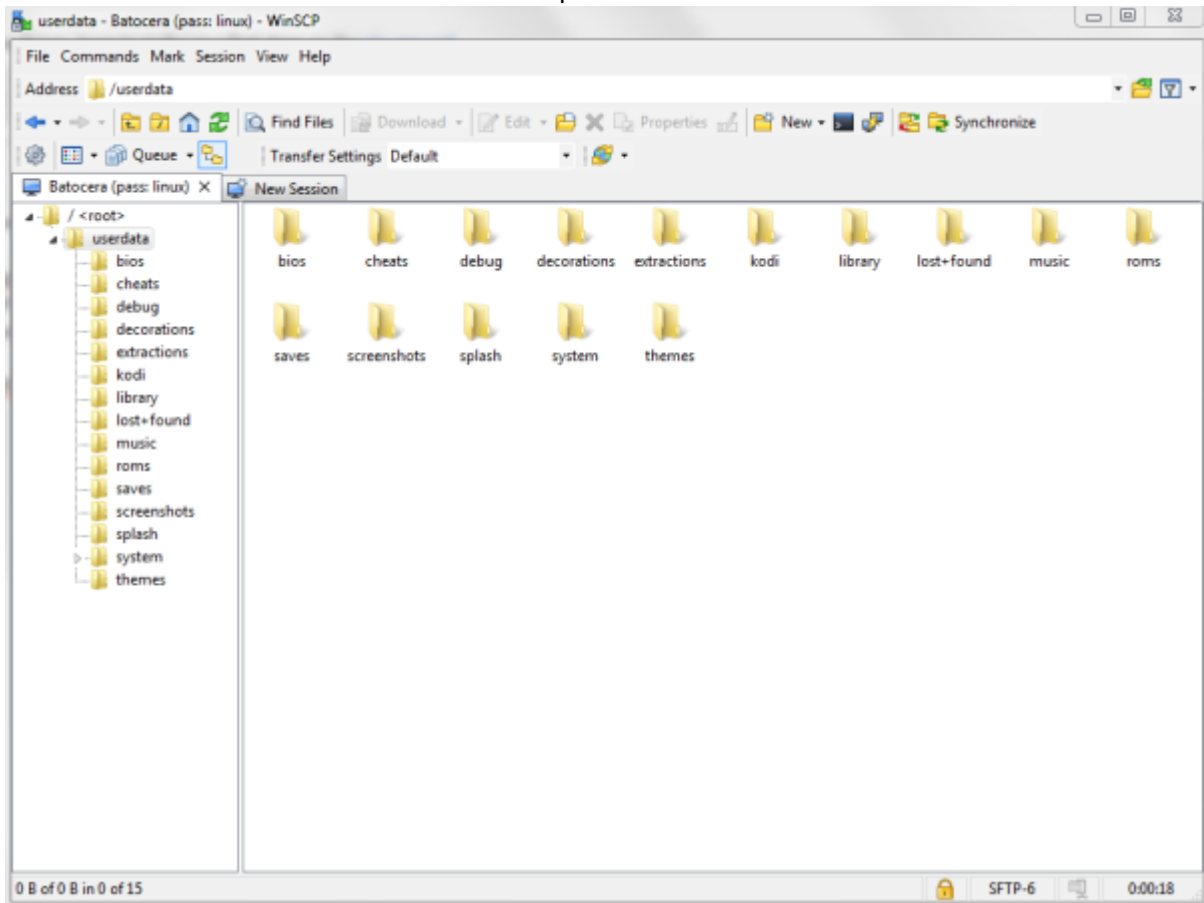 userdata - Batocera (pass: linux) - WinSCP
File Commands Mark Session View Help
Address /userdata
Find Files Download Edit Properties New Synchronize
Queue Transfer Settings Default
Batocera (pass: linux) New Session
/ <root>
userdata
bios
cheats
debug
decorations
extractions
kodi
library
lost+found
music
roms
saves
screenshots
splash
system
themes
bios cheats debug decorations extractions kodi library lost+found music roms
saves screenshots splash system themes
0 B of 0 B in 0 of 15 SFTP-6 0:00:18